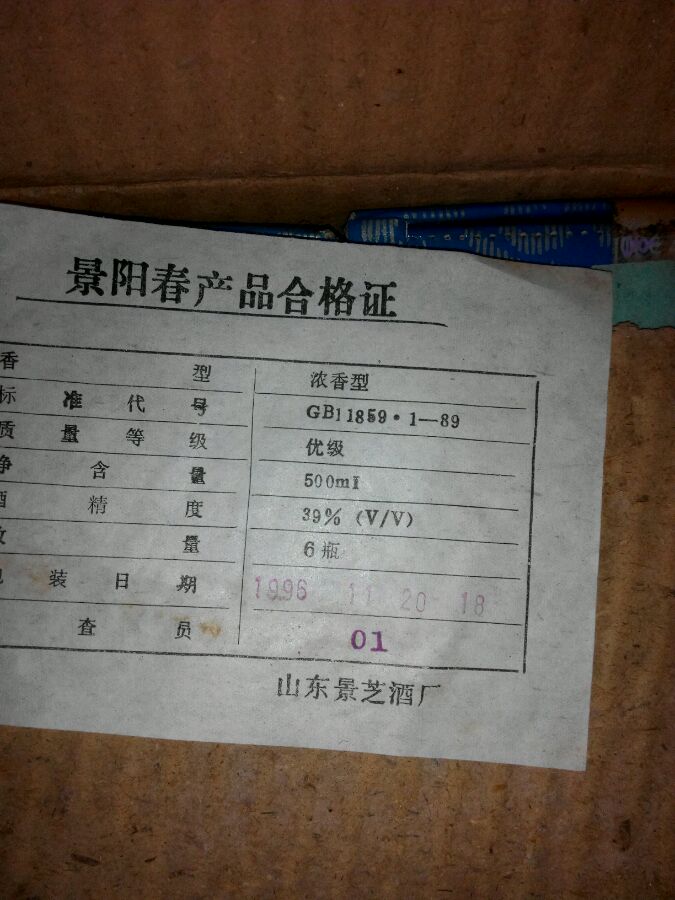 景阳春产品合格证
香 型 浓香型
标 准 代 号 GB11859·1—89
质 量 等 级 优级
净 含 量 500ml
酒 精 度 39% (V/V)
数 量 6瓶
包 装 日 期 1996 11 20 18
查 员 01
山东景芝酒厂